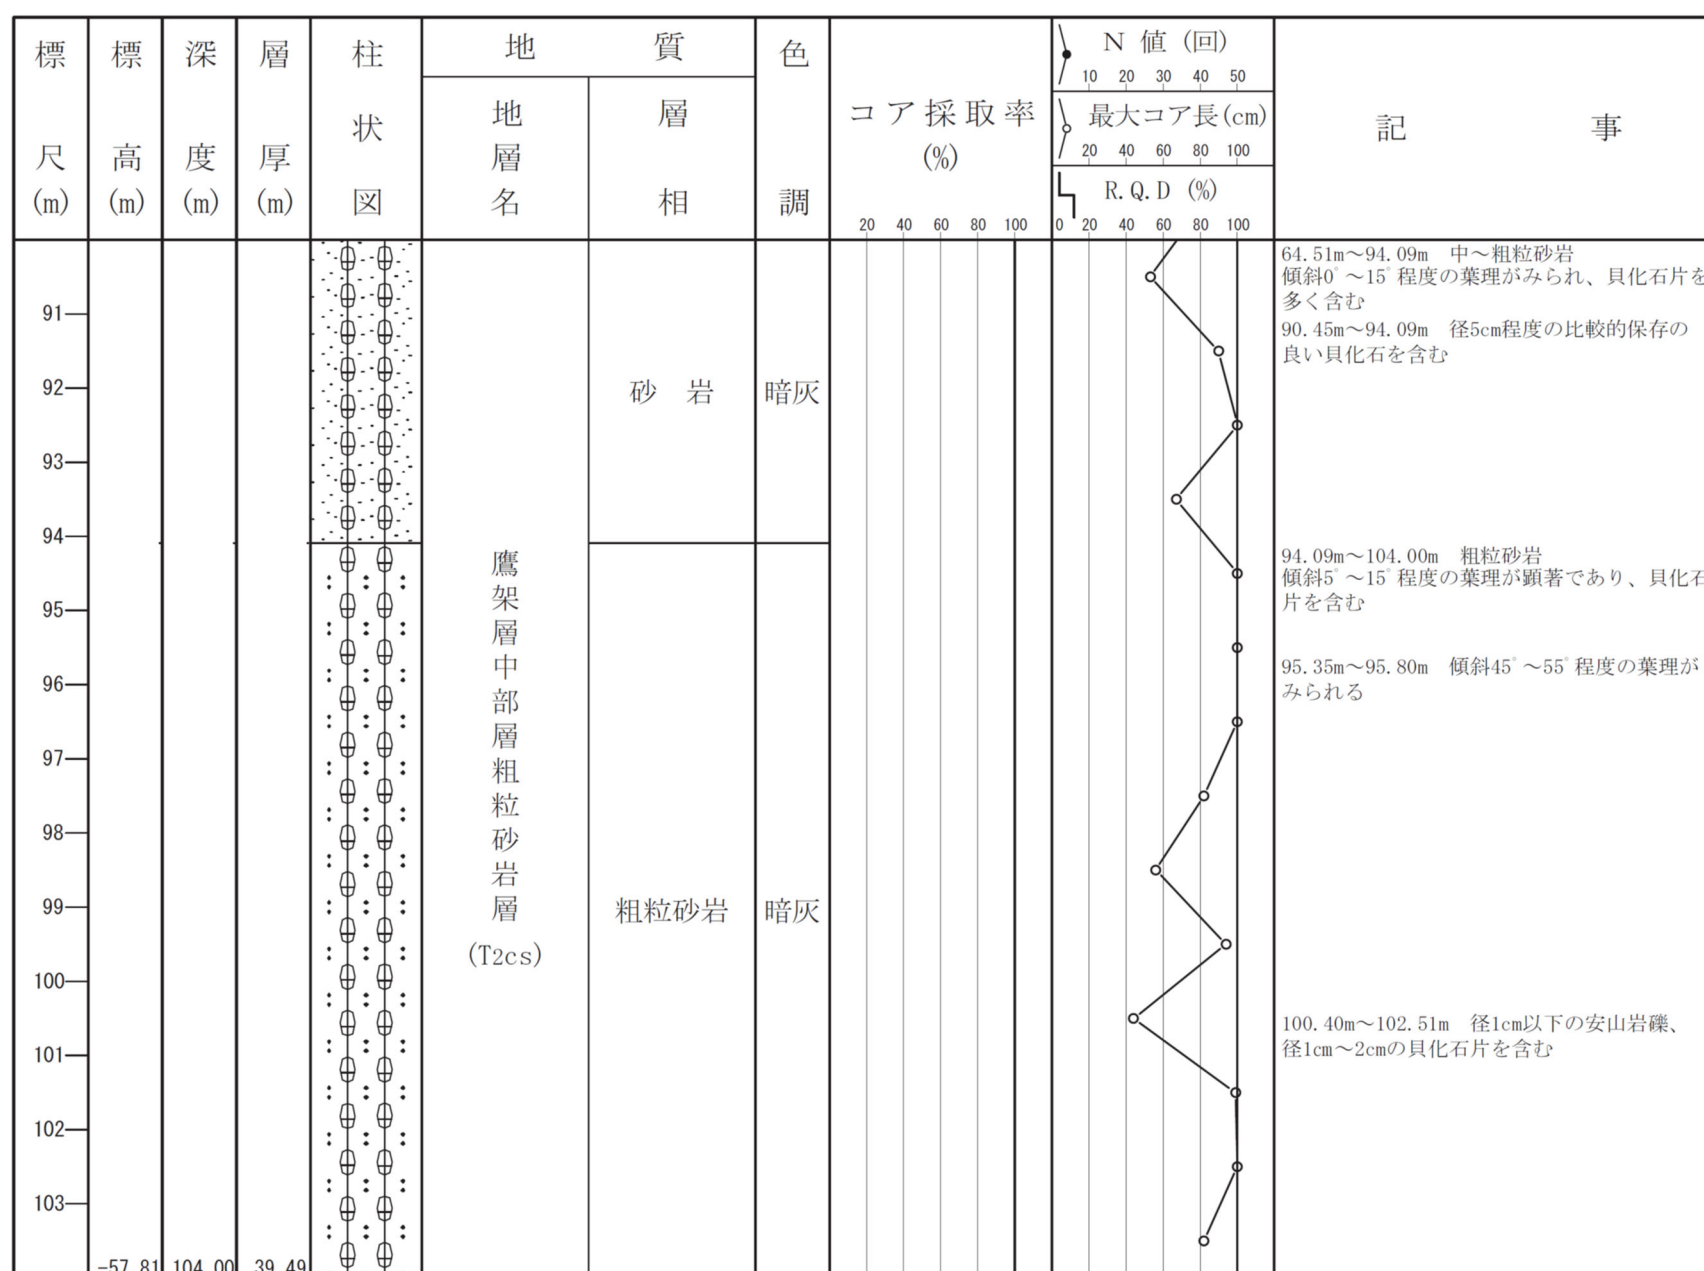 標尺(m)
標高(m)
深度(m)
層厚(m)
柱状図
地質
地層名
層相
色調
コア採取率
(%)
20 40 60 80 100
N 値 (回)
10 20 30 40 50
最大コア長(cm)
20 40 60 80 100
R.Q.D (%)
0 20 40 60 80 100
記事
64.51m～94.09m 中～粗粒砂岩
傾斜0°～15°程度の葉理がみられ、貝化石片を
多く含む
90.45m～94.09m 径5cm程度の比較的保存の
良い貝化石を含む
91
92
砂岩
暗灰
93
94
94.09m～104.00m 粗粒砂岩
傾斜5°～15°程度の葉理が顕著であり、貝化石
片を含む
95
95.35m～95.80m 傾斜45°～55°程度の葉理が
みられる
96
97
鷹架層中部層粗粒砂岩層
(T2cs)
98
99
粗粒砂岩
暗灰
100
100.40m～102.51m 径1cm以下の安山岩礫、
径1cm～2cmの貝化石片を含む
101
102
103
-57.81 104.00 39.49